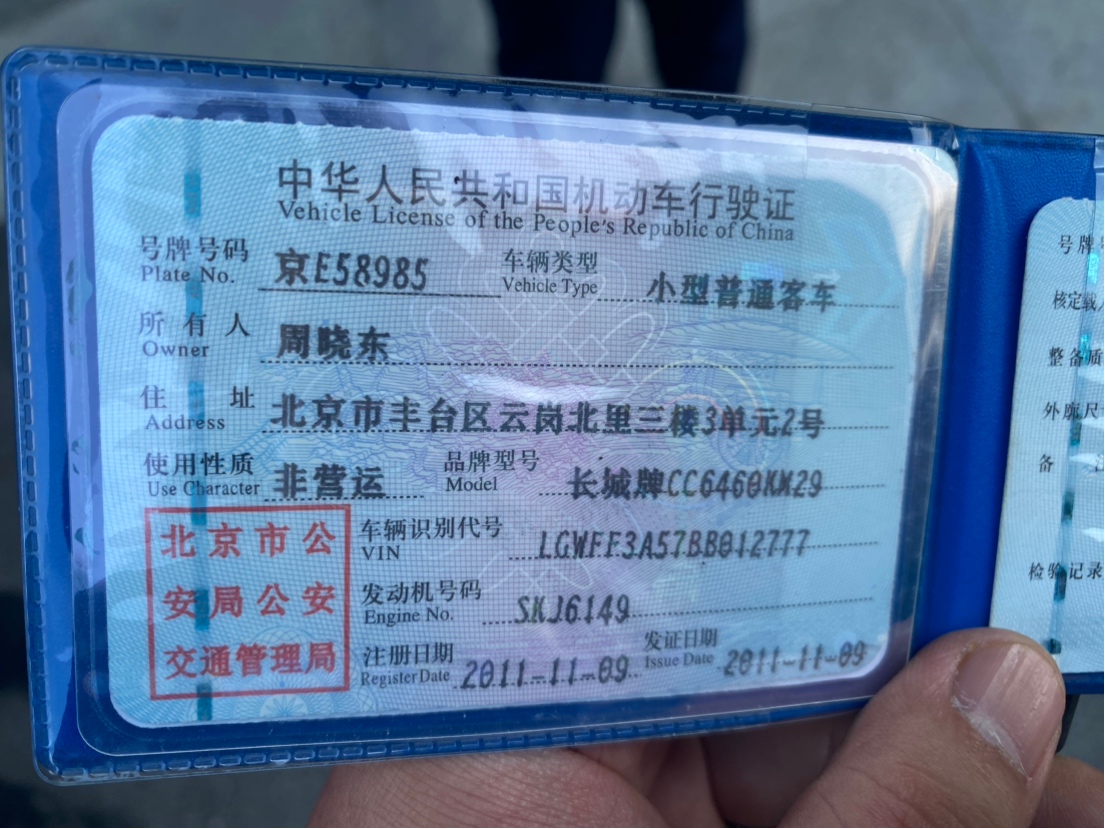 中华人民共和国机动车行驶证
Vehicle License of the People's Republic of China
号牌号码 京E58985 车辆类型 小型普通客车
Plate No. Vehicle Type
所有人 周晓东
Owner
住址 北京市丰台区云岗北里三楼3单元2号
Address
使用性质 非营运 品牌型号 长城牌CC6460KM29
Use Character Model
车辆识别代号 LGWFF3A57BB012777
VIN
发动机号码 SKJ6149
Engine No.
注册日期 2011-11-09 发证日期 2011-11-09
Register Date Issue Date
北京市公
安局公安
交通管理局
号牌
核定载
整备质
外廓尺
备
检验记录